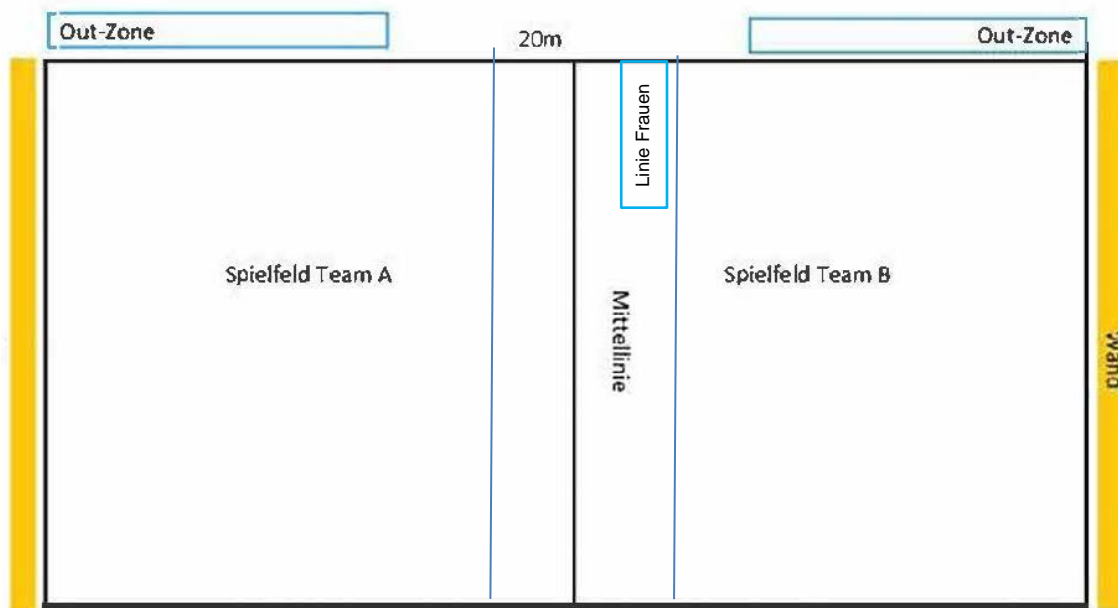 Out-Zone
20m
Out-Zone
Linie Frauen
Spielfeld Team A
Spielfeld Team B
Mittellinie
Wand